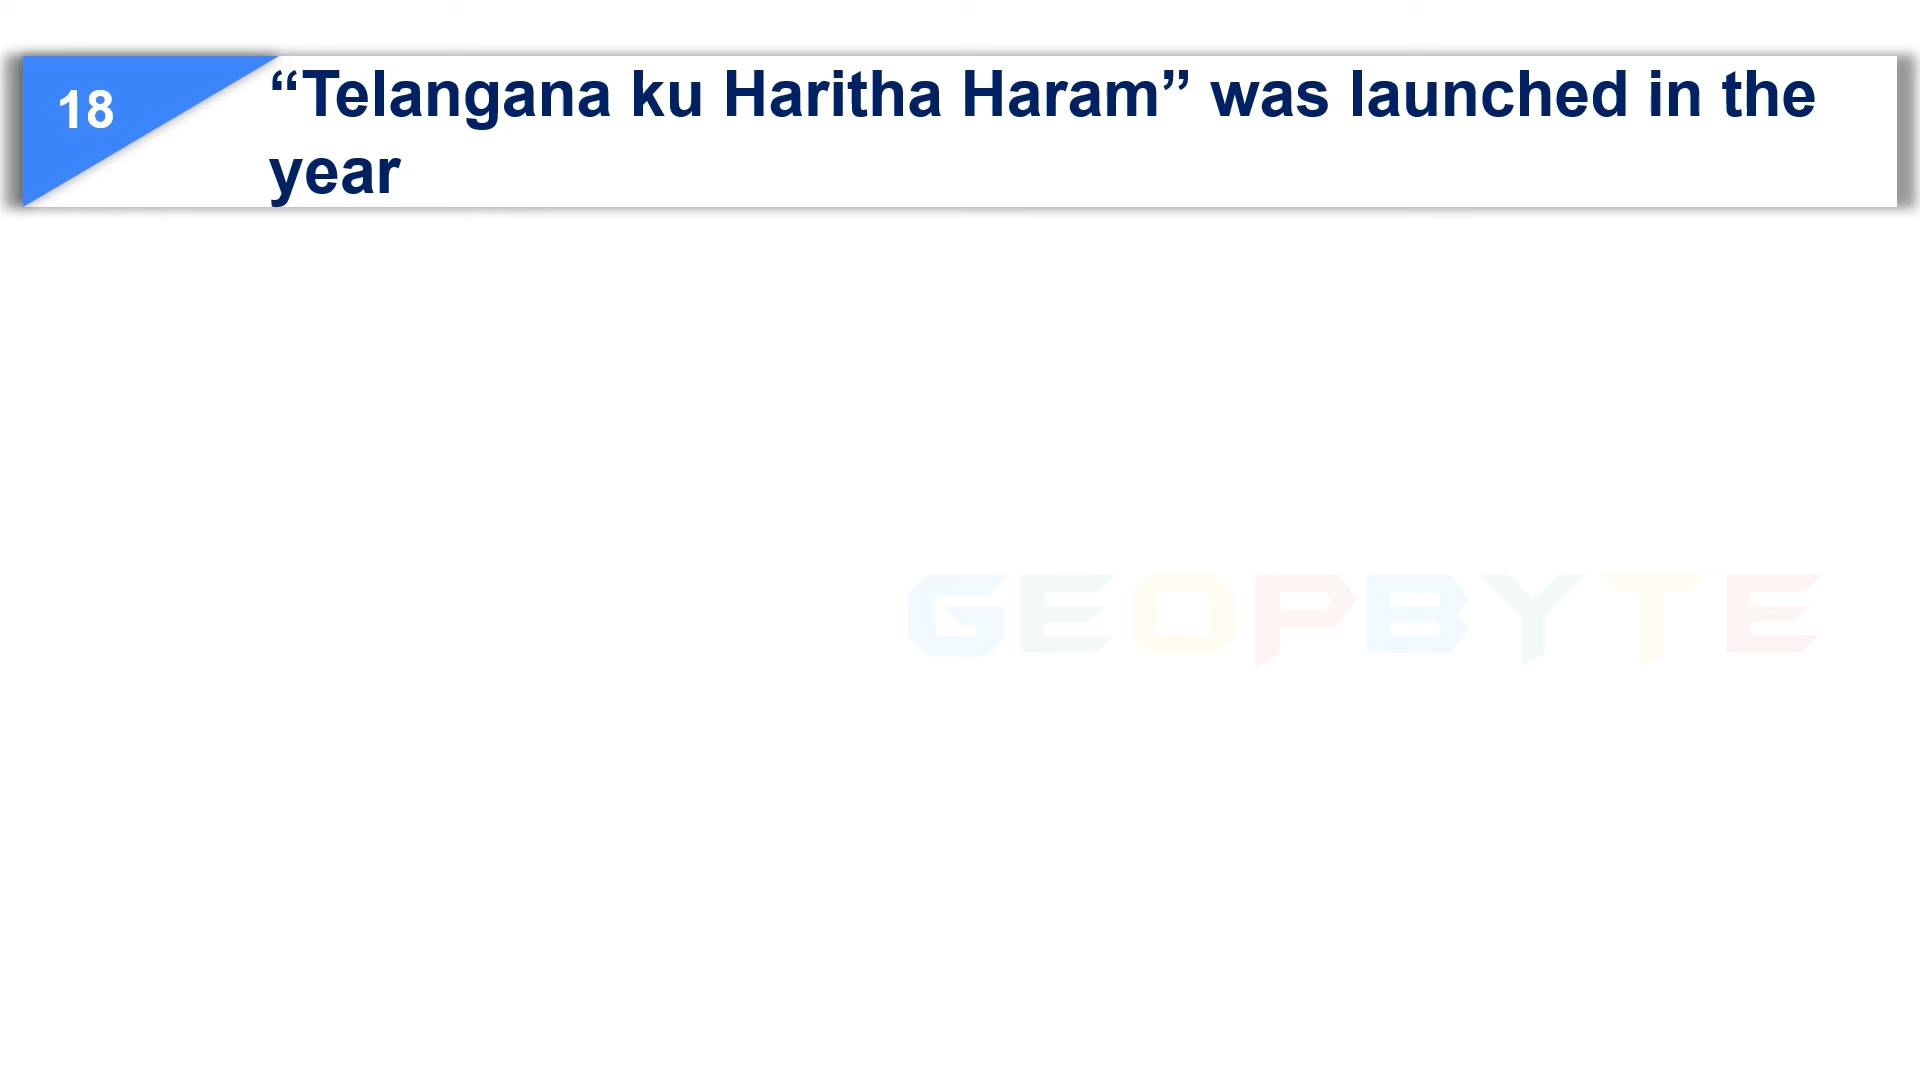 18
“Telangana ku Haritha Haram” was launched in the
year
GEOPBYTE